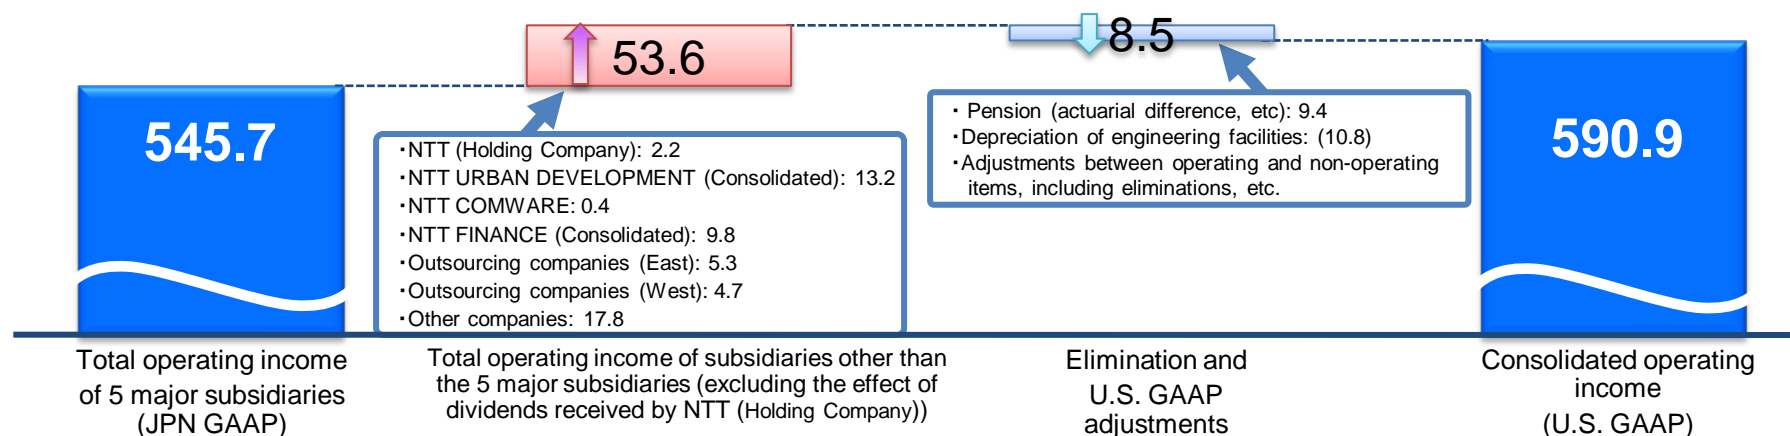 545.7
53.6
8.5
590.9
・NTT (Holding Company): 2.2
・NTT URBAN DEVELOPMENT (Consolidated): 13.2
・NTT COMWARE: 0.4
・NTT FINANCE (Consolidated): 9.8
・Outsourcing companies (East): 5.3
・Outsourcing companies (West): 4.7
・Other companies: 17.8
・Pension (actuarial difference, etc): 9.4
・Depreciation of engineering facilities: (10.8)
・Adjustments between operating and non-operating
items, including eliminations, etc.
Total operating income
of 5 major subsidiaries
(JPN GAAP)
Total operating income of subsidiaries other than
the 5 major subsidiaries (excluding the effect of
dividends received by NTT (Holding Company))
Elimination and
U.S. GAAP
adjustments
Consolidated operating
income
(U.S. GAAP)